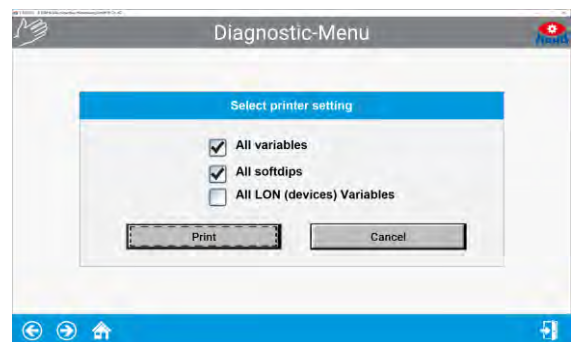 Diagnostic-Menu
Select printer setting
All variables
All softdips
All LON (devices) Variables
Print
Cancel